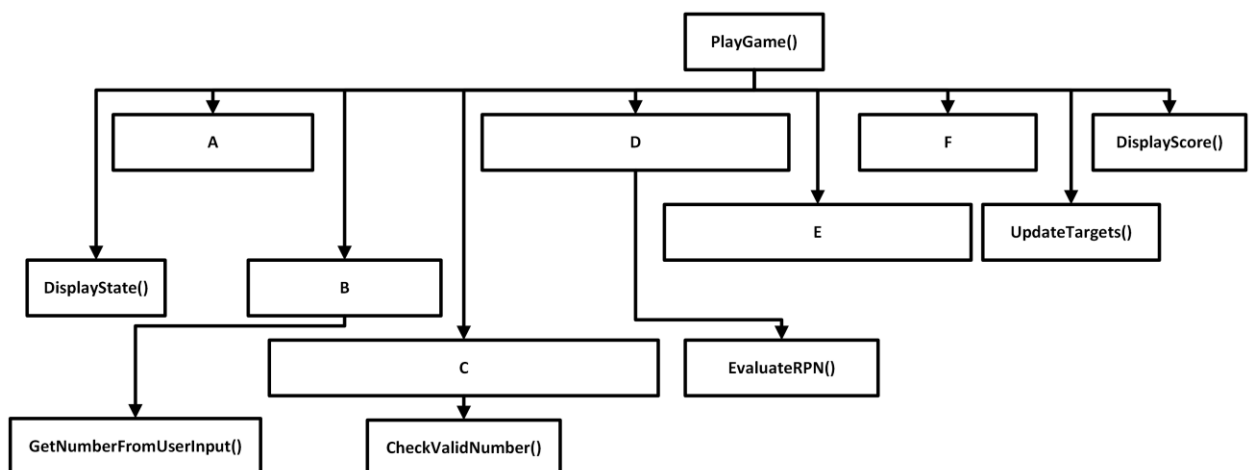 PlayGame()
A
D
F
DisplayScore()
E
UpdateTargets()
DisplayState()
B
C
EvaluateRPN()
GetNumberFromUserInput()
CheckValidNumber()